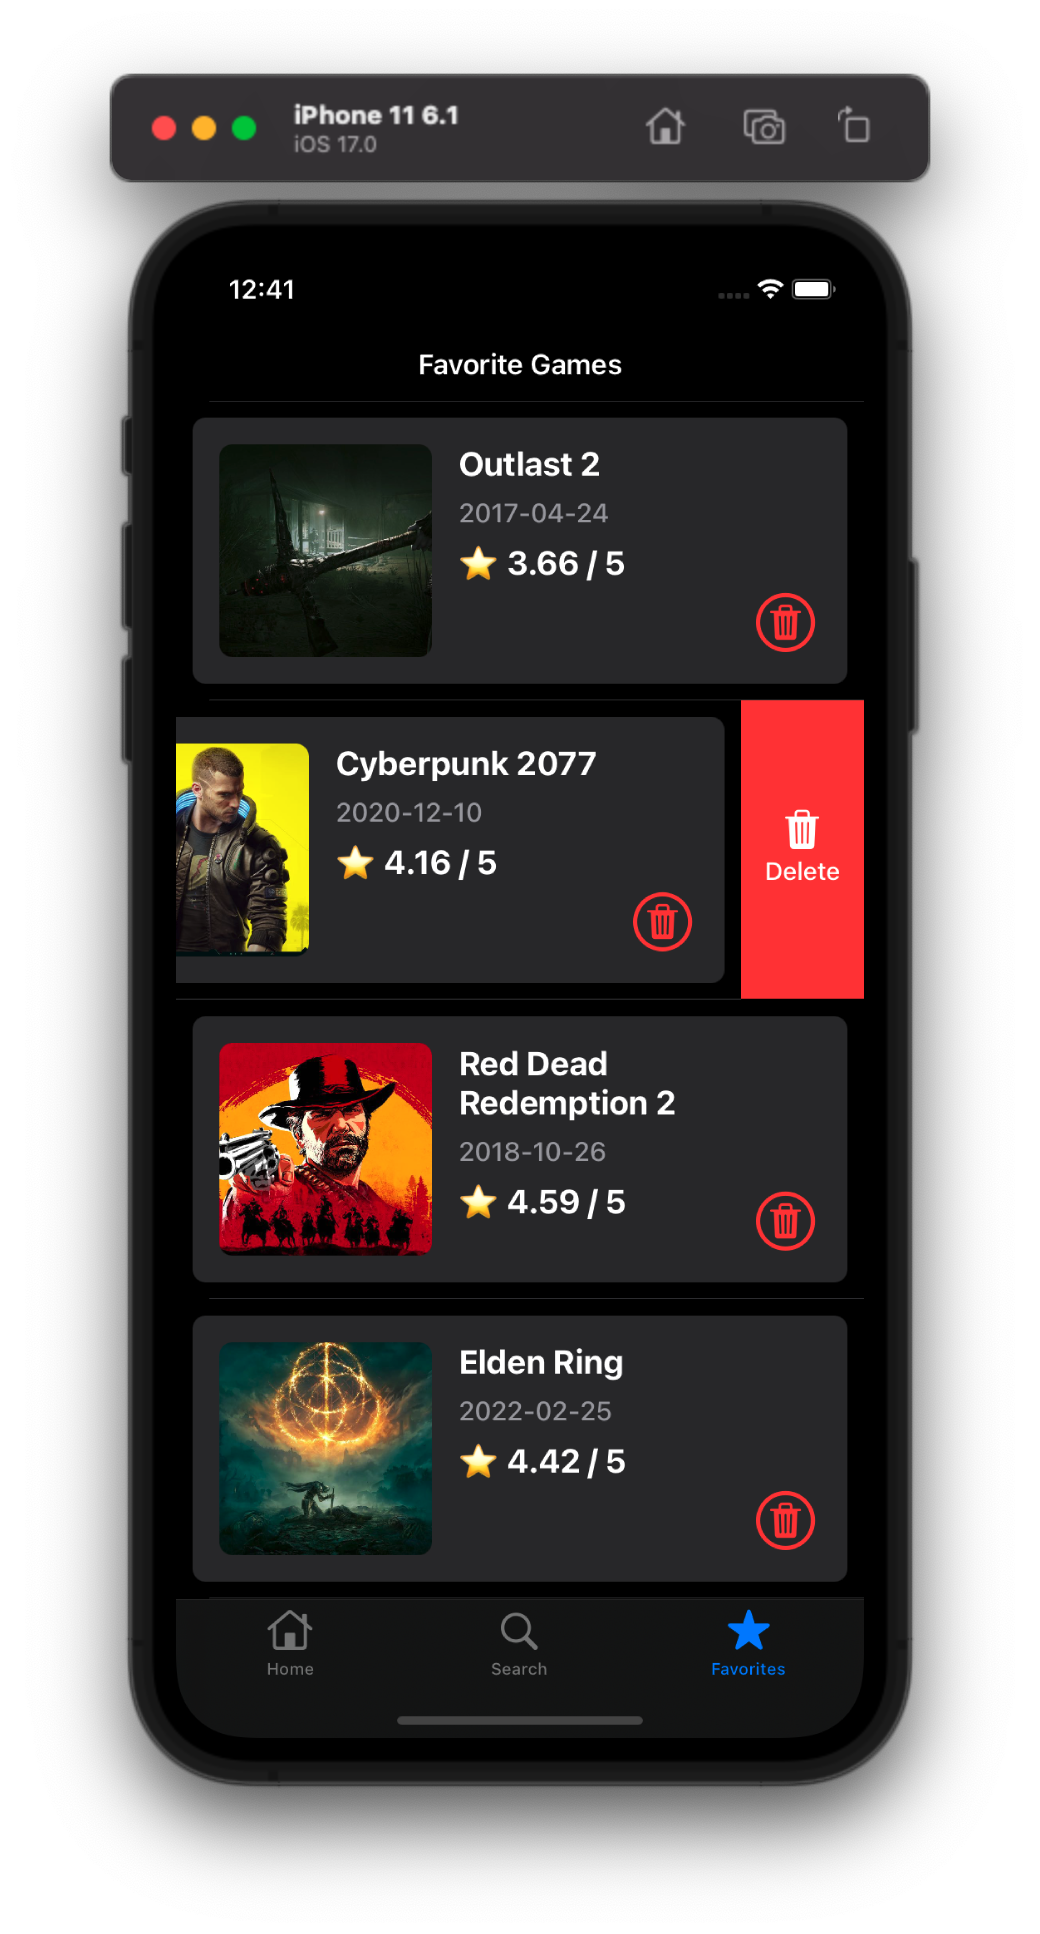 iPhone 11 6.1
iOS 17.0
12:41
Favorite Games
Outlast 2
2017-04-24
3.66 / 5
Cyberpunk 2077
2020-12-10
4.16 / 5
Delete
Red Dead
Redemption 2
2018-10-26
4.59 / 5
Elden Ring
2022-02-25
4.42 / 5
Home
Search
Favorites